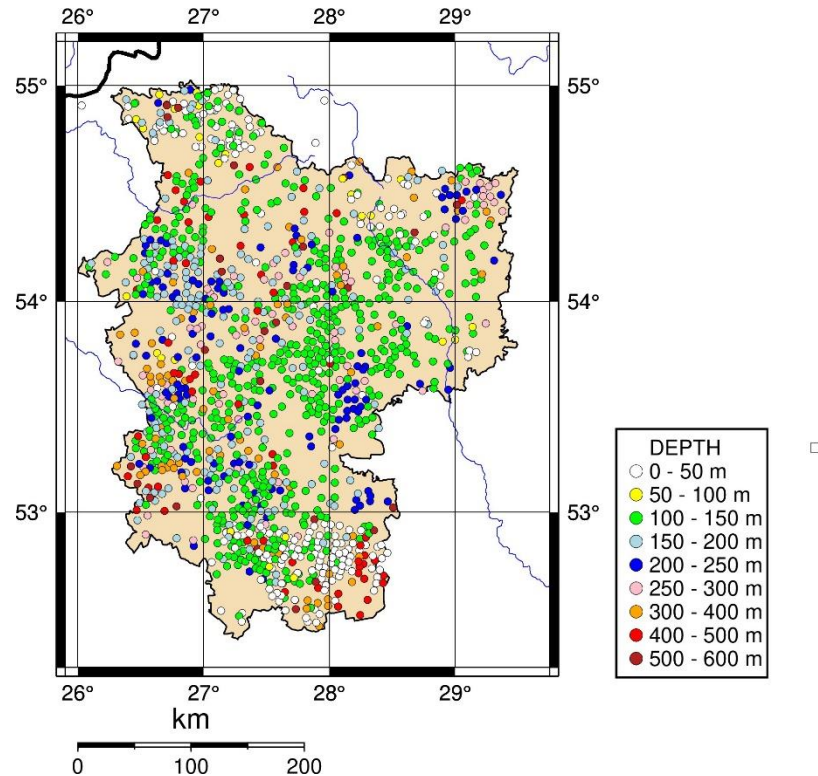 26° 27° 28° 29°
55° 55°
54° 54°
53° 53°
26° 27° 28° 29°
km
0 100 200
DEPTH
0 - 50 m
50 - 100 m
100 - 150 m
150 - 200 m
200 - 250 m
250 - 300 m
300 - 400 m
400 - 500 m
500 - 600 m